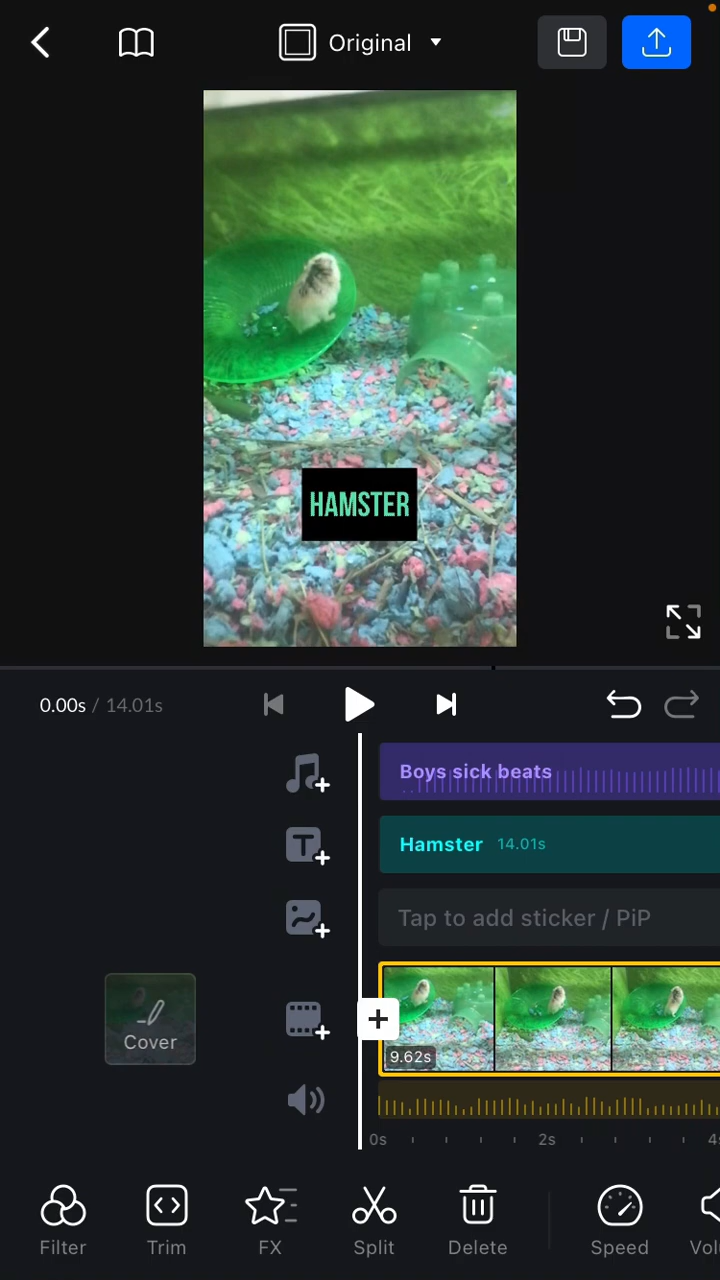 Original
HAMSTER
0.00s / 14.01s
Boys sick beats
Hamster 14.01s
Tap to add sticker / PiP
Cover
9.62s
0s 2s
Filter Trim FX Split Delete Speed